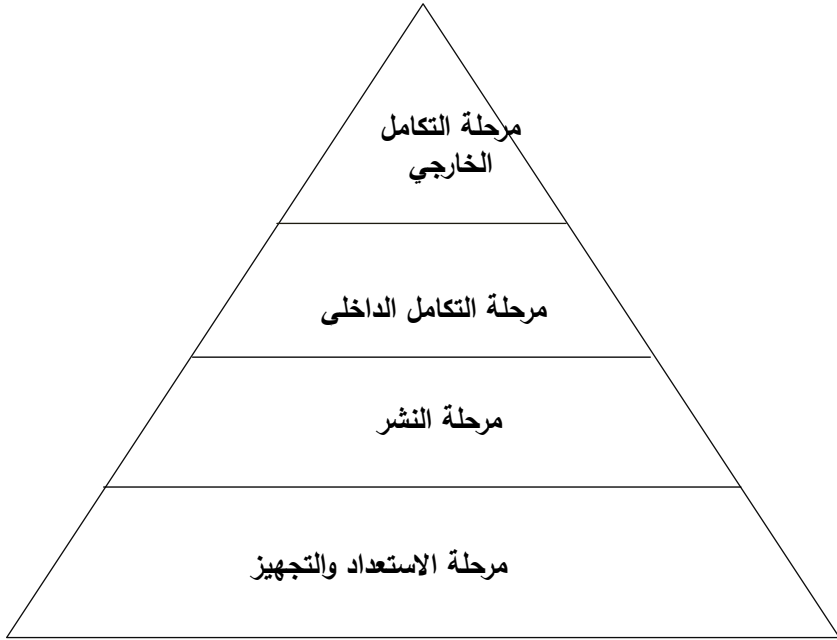 مرحلة التكامل
الخارجي
مرحلة التكامل الداخلى
مرحلة النشر
مرحلة الاستعداد والتجهيز